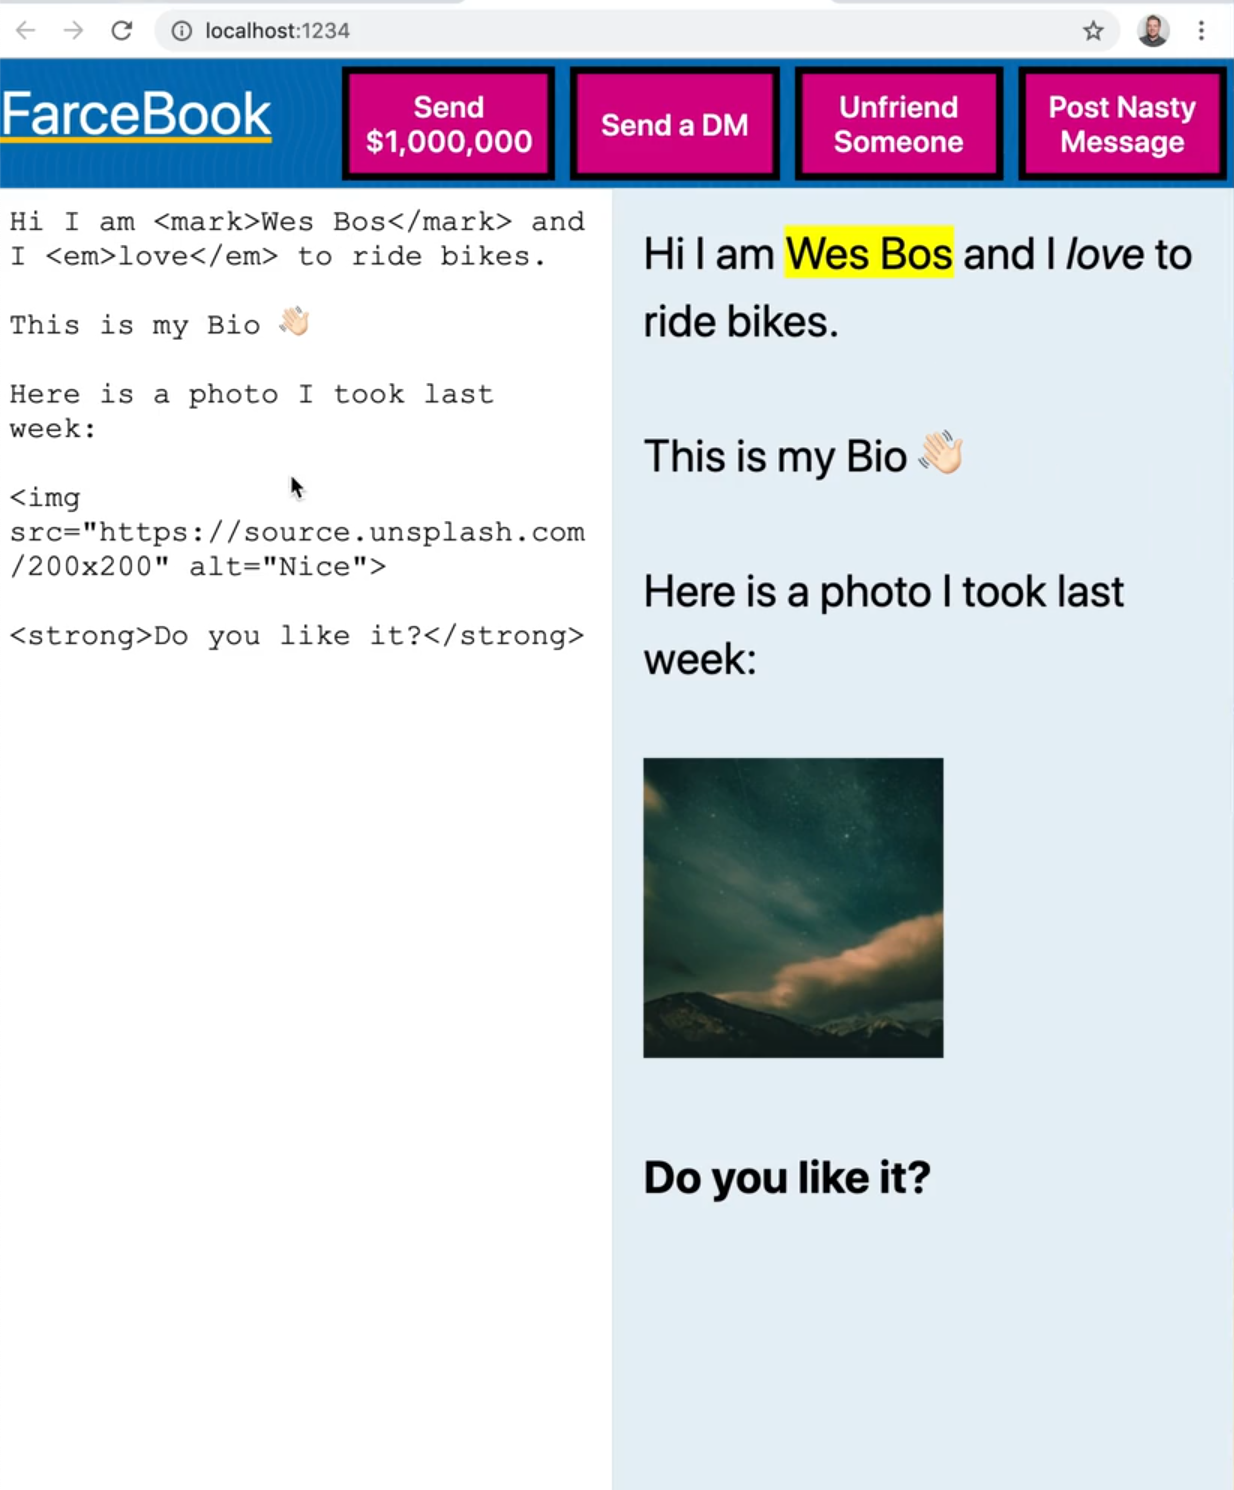 localhost:1234
FarceBook
Send
$1,000,000
Send a DM
Unfriend
Someone
Post Nasty
Message
Hi I am <mark>Wes Bos</mark> and
I <em>love</em> to ride bikes.
This is my Bio 👋🏻
Here is a photo I took last
week:
<img
src="https://source.unsplash.com
/200x200" alt="Nice">
<strong>Do you like it?</strong>
Hi I am Wes Bos and I love to
ride bikes.
This is my Bio 👋🏻
Here is a photo I took last
week:
Do you like it?